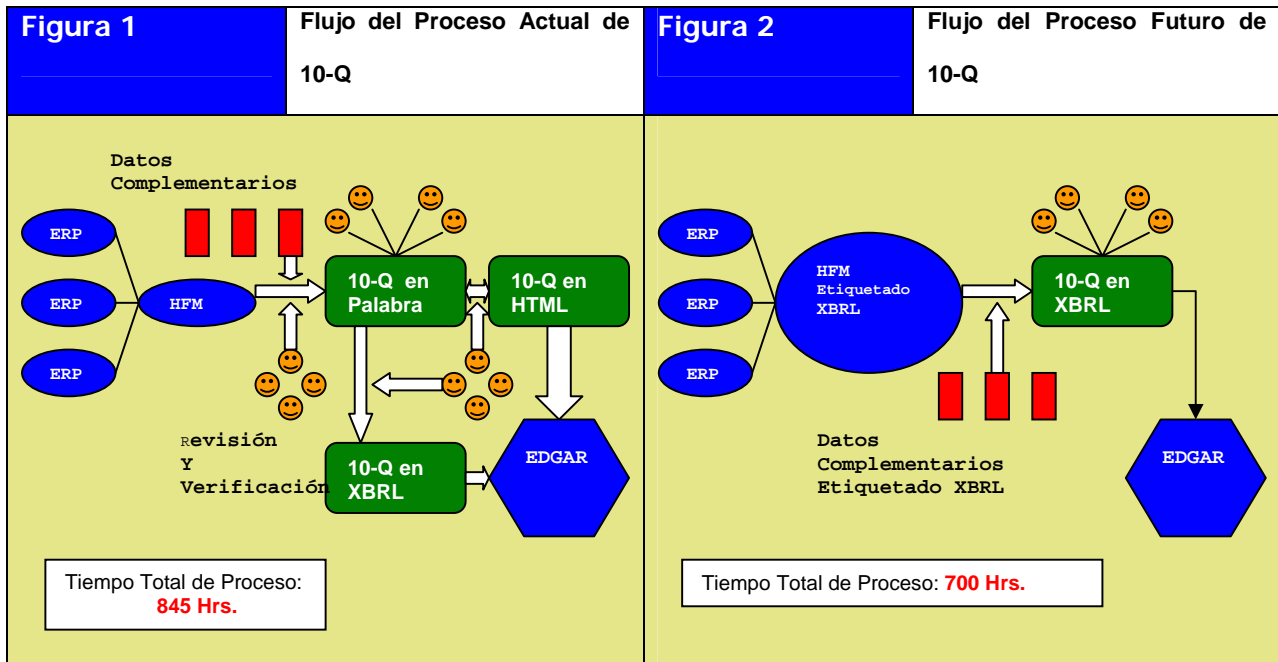 Figura 1
Flujo del Proceso Actual de
10-Q
Datos
Complementarios
ERP
ERP
ERP
HFM
10-Q en
Palabra
10-Q en
HTML
Revisión
Y
Verificación
10-Q en
XBRL
EDGAR
Tiempo Total de Proceso:
845 Hrs.
Figura 2
Flujo del Proceso Futuro de
10-Q
ERP
ERP
ERP
HFM
Etiquetado
XBRL
10-Q en
XBRL
Datos
Complementarios
Etiquetado XBRL
EDGAR
Tiempo Total de Proceso: 700 Hrs.